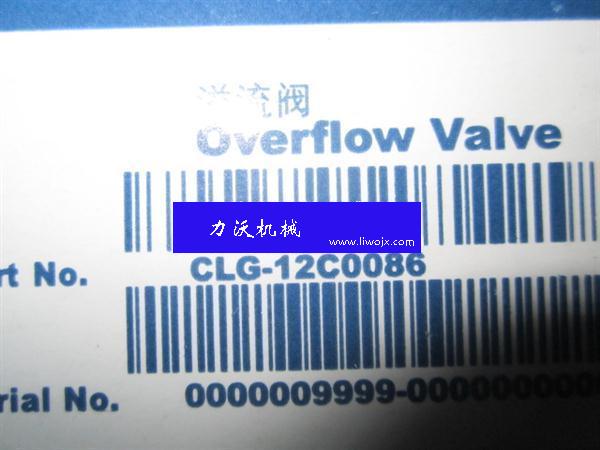 溢流阀
Overflow Valve
力沃机械
www.liwojx.com
rt No. CLG-12C0086
rial No. 0000009999-00000000000